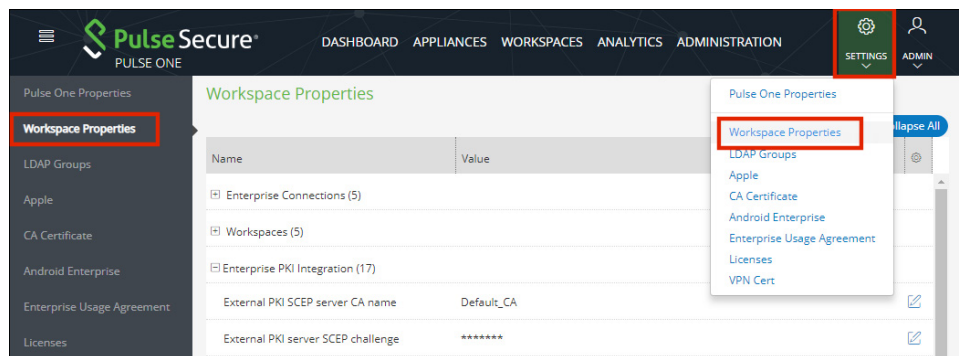 Pulse Secure®
PULSE ONE
DASHBOARD APPLIANCES WORKSPACES ANALYTICS ADMINISTRATION
SETTINGS
ADMIN
Pulse One Properties
Workspace Properties
LDAP Groups
Apple
CA Certificate
Android Enterprise
Enterprise Usage Agreement
Licenses
Workspace Properties
Pulse One Properties
Workspace Properties
LDAP Groups
Apple
CA Certificate
Android Enterprise
Enterprise Usage Agreement
Licenses
VPN Cert
llapse All
Name Value
Enterprise Connections (5)
Workspaces (5)
Enterprise PKI Integration (17)
External PKI SCEP server CA name Default_CA
External PKI server SCEP challenge *******